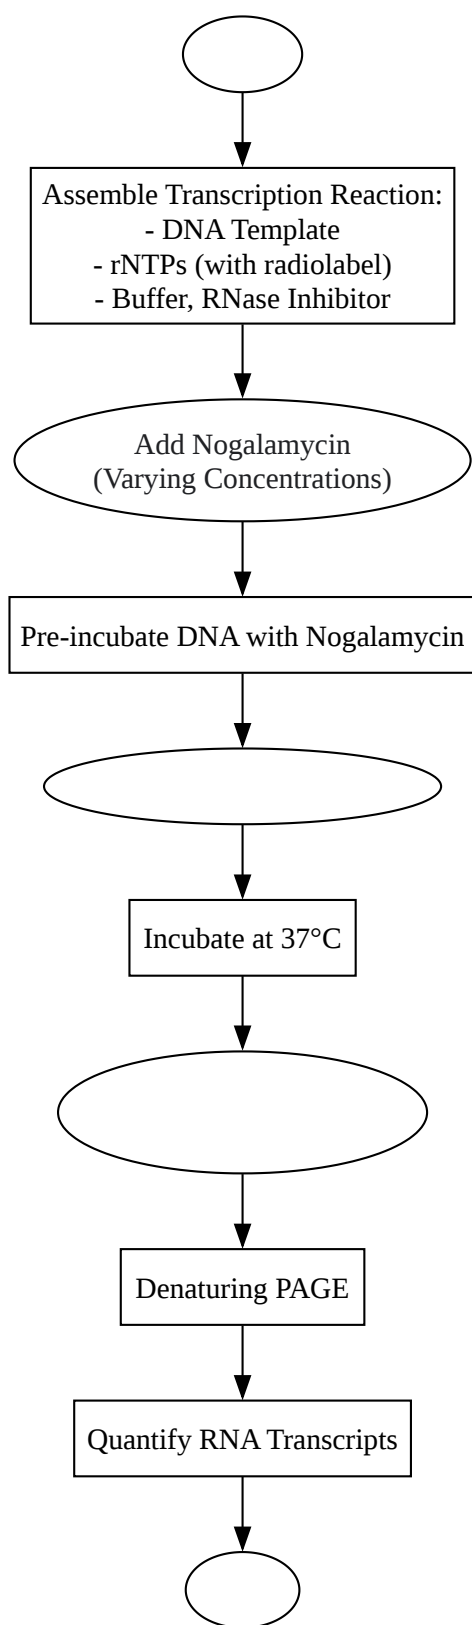 Assemble Transcription Reaction:
- DNA Template
- rNTPs (with radiolabel)
- Buffer, RNase Inhibitor
Add Nogalamycin
(Varying Concentrations)
Pre-incubate DNA with Nogalamycin
Incubate at 37°C
Denaturing PAGE
Quantify RNA Transcripts